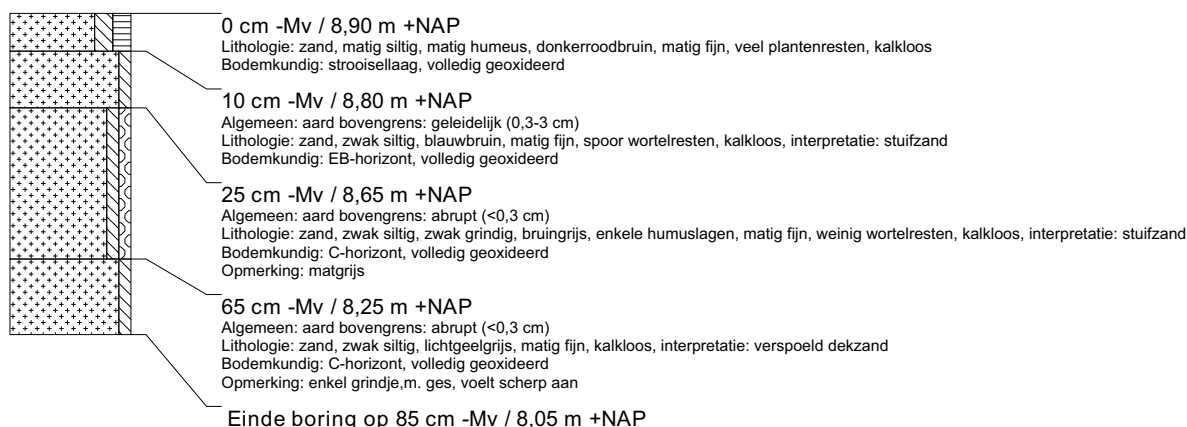 0 cm -Mv / 8,90 m +NAP
Lithologie: zand, matig siltig, matig humeus, donkerroodbruin, matig fijn, veel plantenresten, kalkloos
Bodemkundig: strooisellaag, volledig geoxideerd
10 cm -Mv / 8,80 m +NAP
Algemeen: aard bovengrens: geleidelijk (0,3-3 cm)
Lithologie: zand, zwak siltig, blauwbruin, matig fijn, spoor wortelresten, kalkloos, interpretatie: stuifzand
Bodemkundig: EB-horizont, volledig geoxideerd
25 cm -Mv / 8,65 m +NAP
Algemeen: aard bovengrens: abrupt (<0,3 cm)
Lithologie: zand, zwak siltig, zwak grindig, bruingrijs, enkele humuslagen, matig fijn, weinig wortelresten, kalkloos, interpretatie: stuifzand
Bodemkundig: C-horizont, volledig geoxideerd
Opmerking: matgrijs
65 cm -Mv / 8,25 m +NAP
Algemeen: aard bovengrens: abrupt (<0,3 cm)
Lithologie: zand, zwak siltig, lichtgeelgrijs, matig fijn, kalkloos, interpretatie: verspoeld dekzand
Bodemkundig: C-horizont, volledig geoxideerd
Opmerking: enkel grindje,m. ges, voelt scherp aan
Einde boring op 85 cm -Mv / 8,05 m +NAP